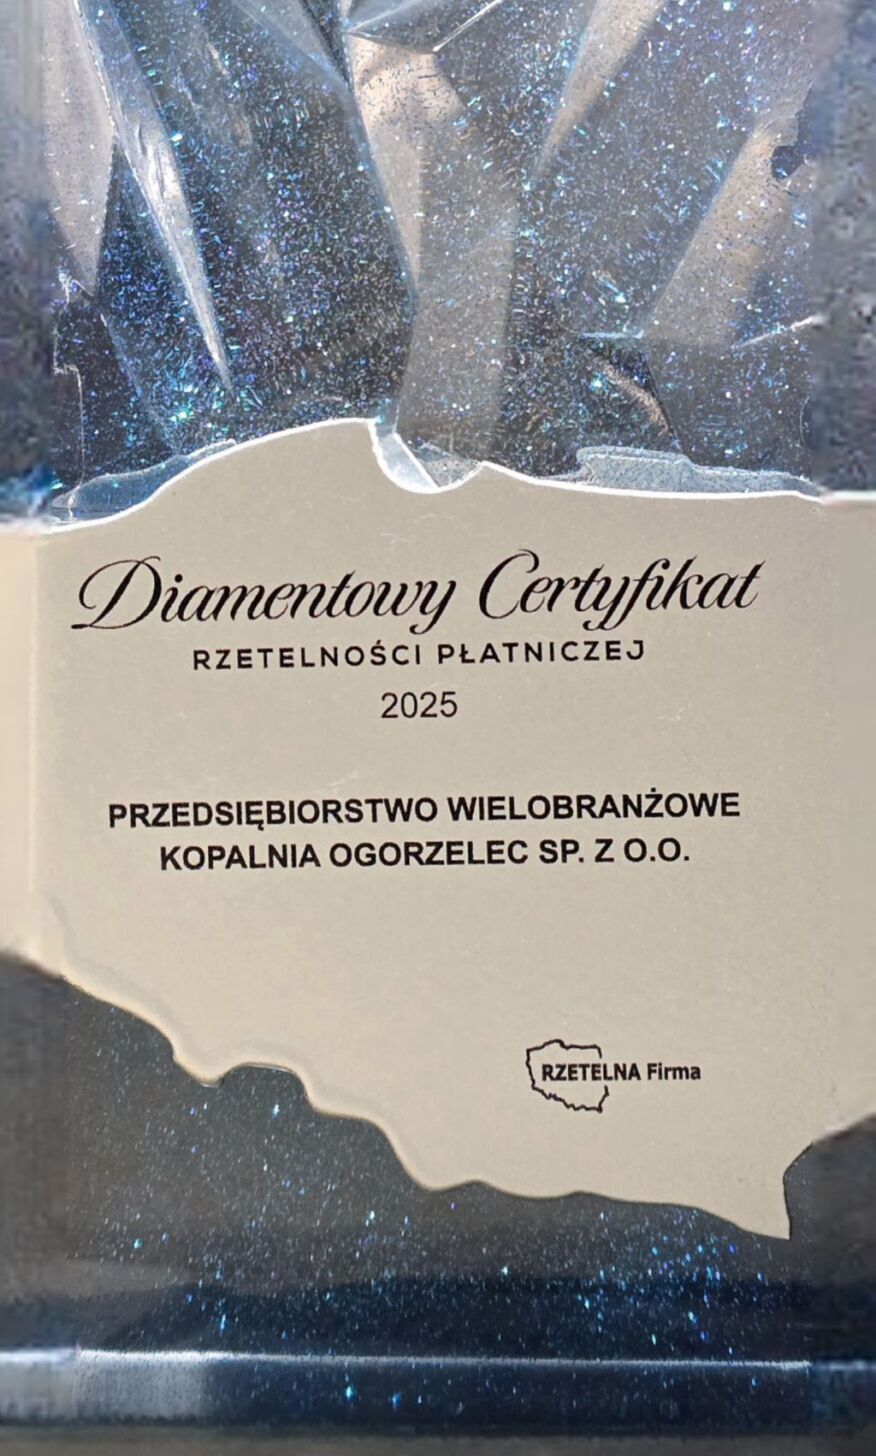 Diamentowy Certyfikat
RZETELNOŚCI PŁATNICZEJ
2025
PRZEDSIĘBIORSTWO WIELOBRANŻOWE
KOPALNIA OGORZELEC SP. Z O.O.
RZETELNA Firma